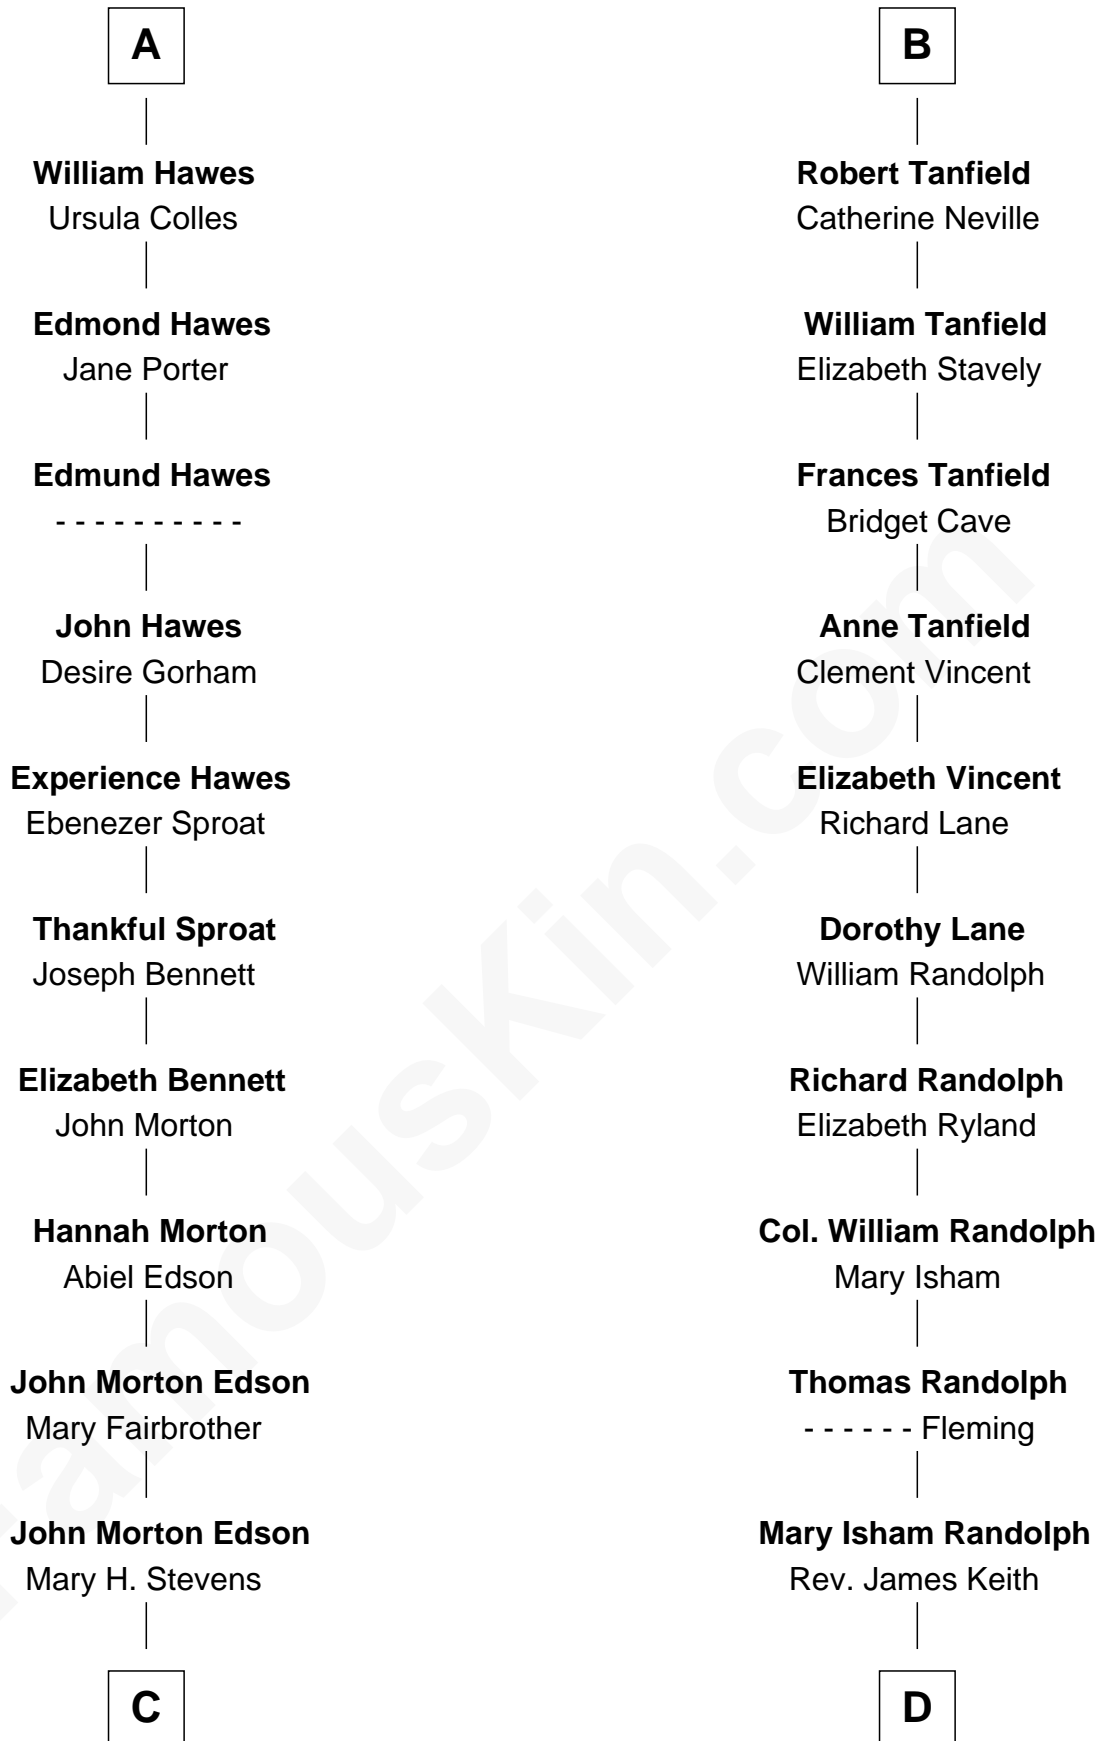 A
William Hawes
Ursula Colles
Edmond Hawes
Jane Porter
Edmund Hawes
- - - - - - - - - -
John Hawes
Desire Gorham
Experience Hawes
Ebenezer Sproat
Thankful Sproat
Joseph Bennett
Elizabeth Bennett
John Morton
Hannah Morton
Abiel Edson
John Morton Edson
Mary Fairbrother
John Morton Edson
Mary H. Stevens
C
B
Robert Tanfield
Catherine Neville
William Tanfield
Elizabeth Stavely
Frances Tanfield
Bridget Cave
Anne Tanfield
Clement Vincent
Elizabeth Vincent
Richard Lane
Dorothy Lane
William Randolph
Richard Randolph
Elizabeth Ryland
Col. William Randolph
Mary Isham
Thomas Randolph
- - - - - - Fleming
Mary Isham Randolph
Rev. James Keith
D
FamousKin.com